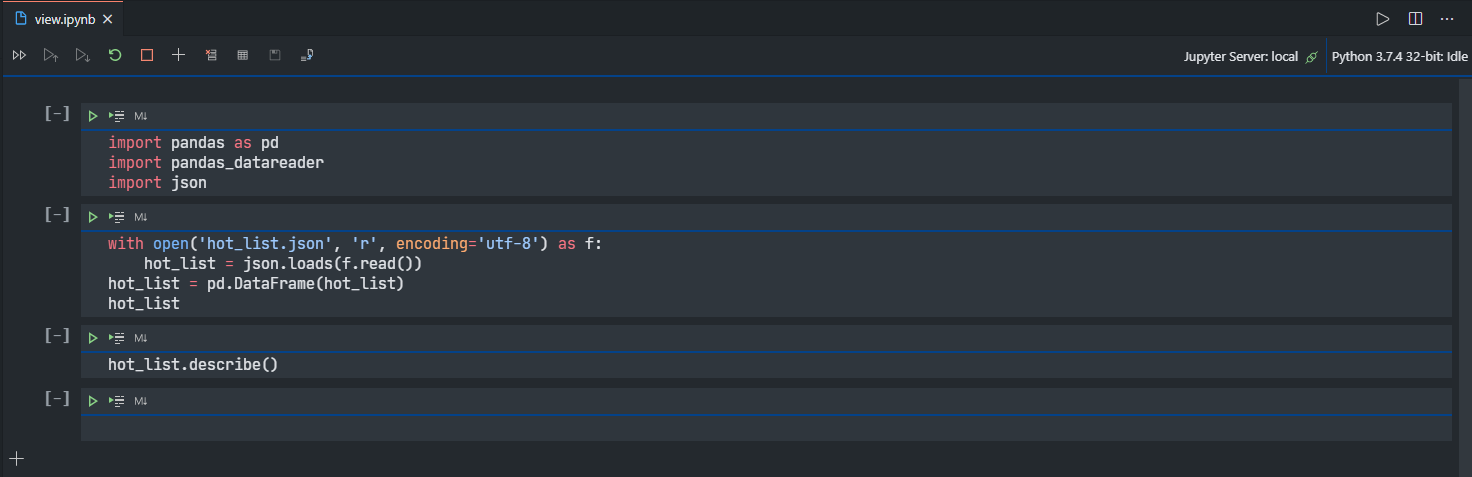 view.ipynb
Jupyter Server: local
Python 3.7.4 32-bit: Idle
[-]
M↓
import pandas as pd
import pandas_datareader
import json
[-]
M↓
with open('hot_list.json', 'r', encoding='utf-8') as f:
    hot_list = json.loads(f.read())
hot_list = pd.DataFrame(hot_list)
hot_list
[-]
M↓
hot_list.describe()
[-]
M↓